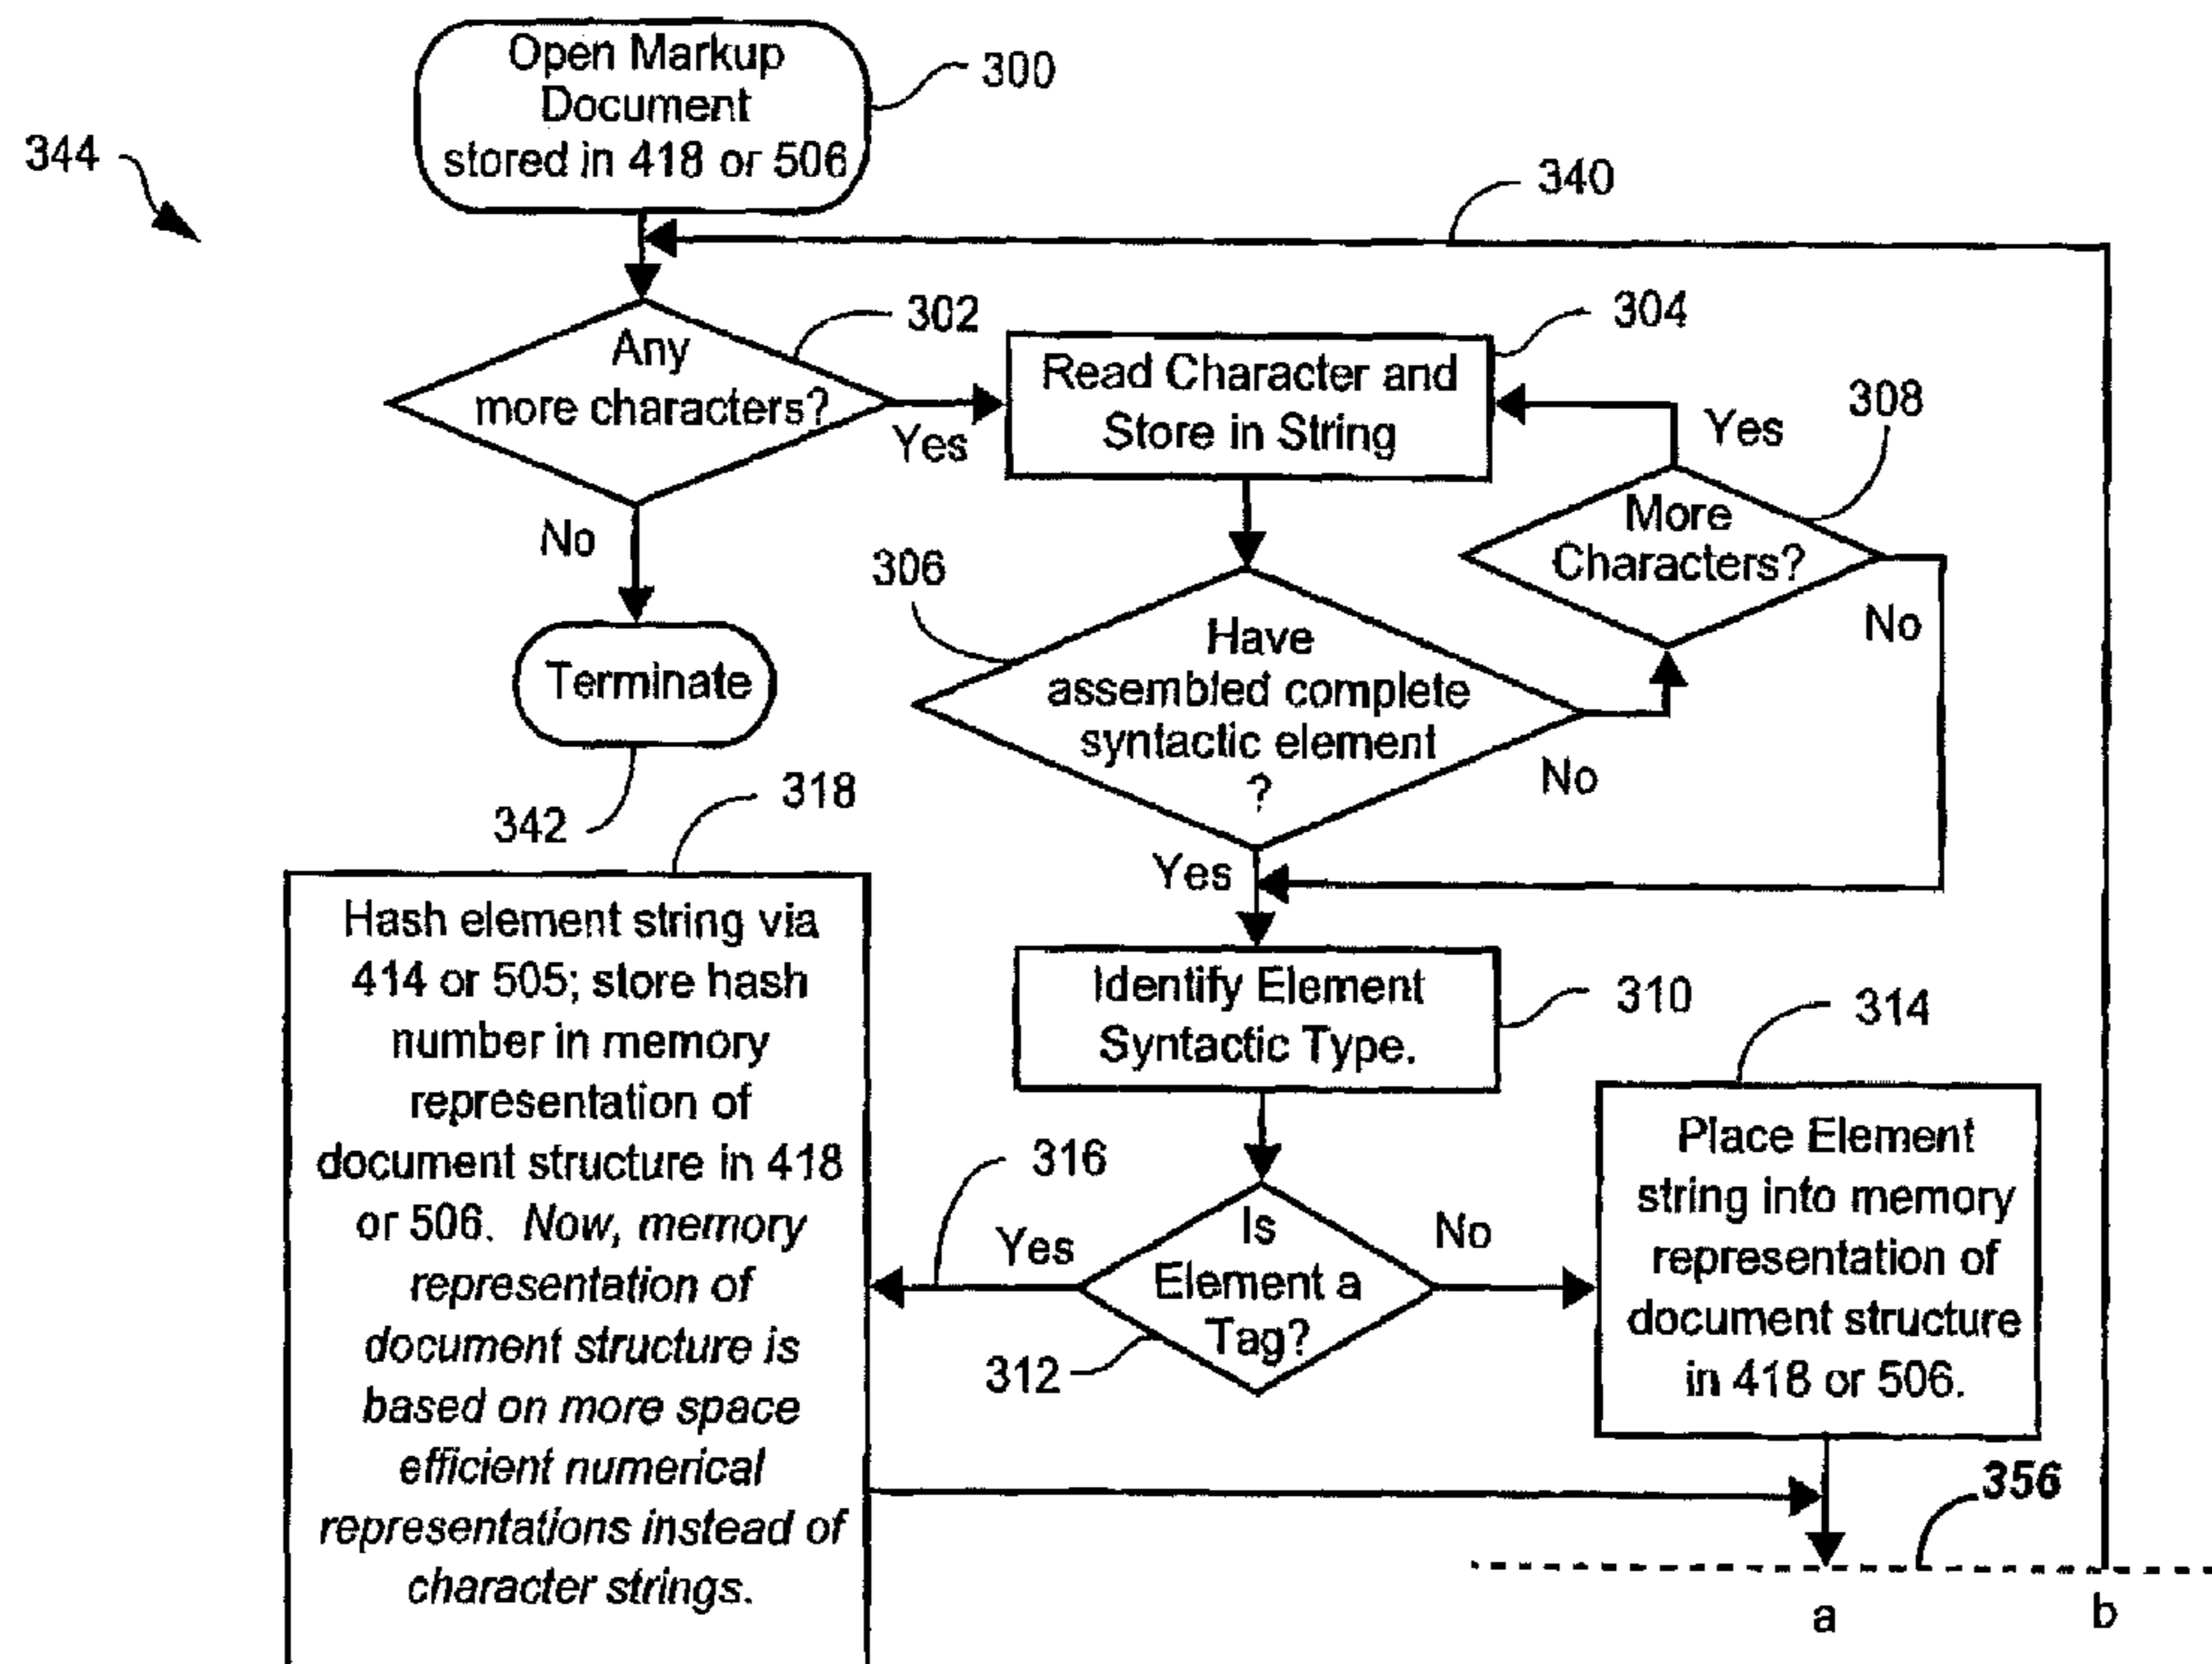 Open Markup
Document
stored in 418 or 506
300
344
340
302
304
Any
more characters?
Yes
Read Character and
Store in String
308
Yes
More
Characters?
No
No
306
Have
assembled complete
syntactic element
?
No
Terminate
342
318
Yes
Hash element string via
414 or 505; store hash
number in memory
representation of
document structure in 418
or 506. Now, memory
representation of
document structure is
based on more space
efficient numerical
representations instead of
character strings.
Identify Element
Syntactic Type.
310
314
316
Yes
Is
Element a
Tag?
No
312
Place Element
string into memory
representation of
document structure
in 418 or 506.
356
a
b